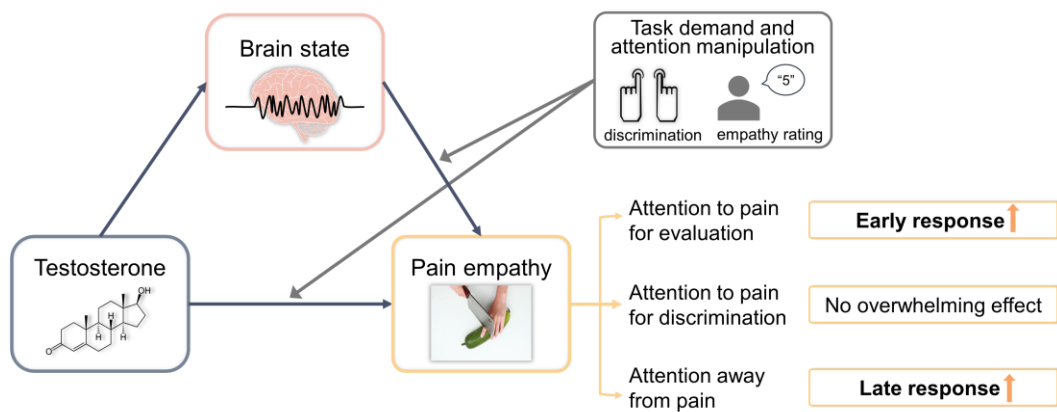 Brain state
Task demand and
attention manipulation
“5”
discrimination
empathy rating
Testosterone
OH
H
H
H
O
Pain empathy
Attention to pain
for evaluation
Early response
Attention to pain
for discrimination
No overwhelming effect
Attention away
from pain
Late response